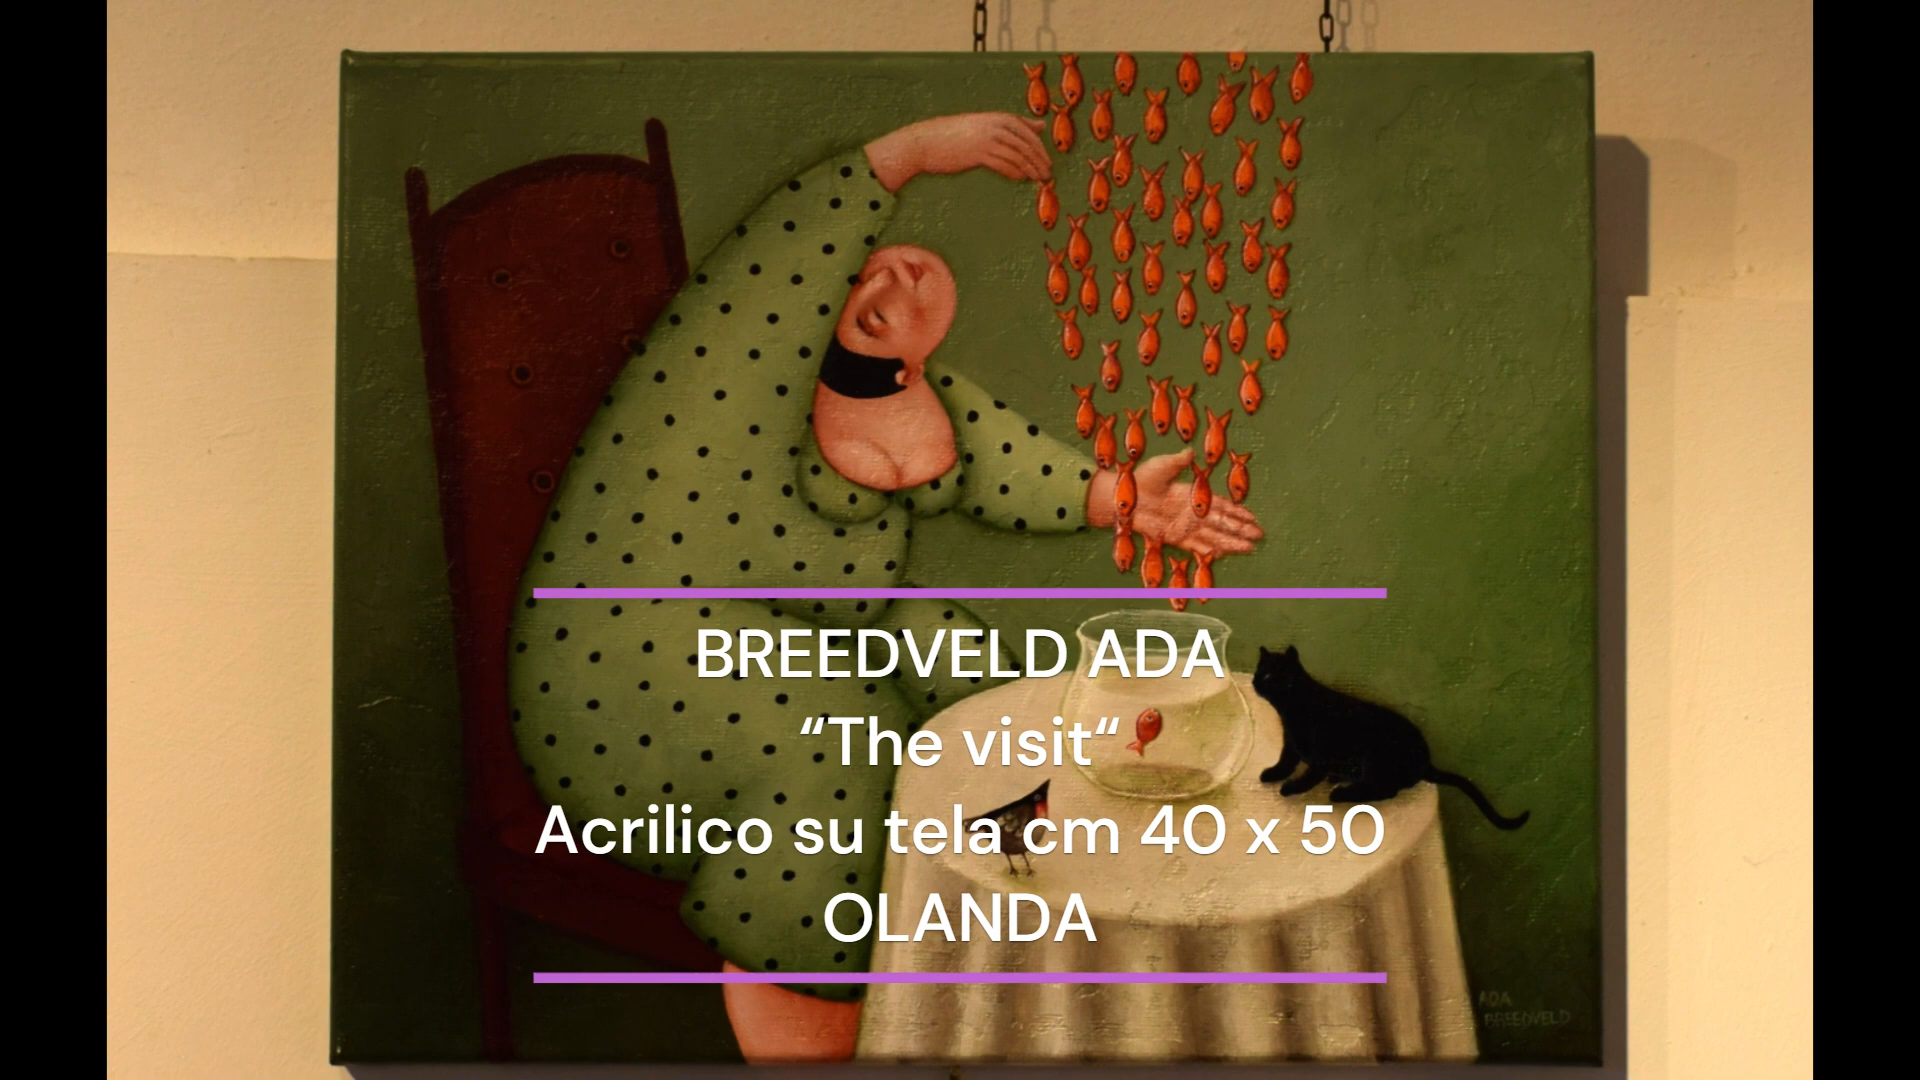 BREEDVELD ADA
“The visit“
Acrilico su tela cm 40 x 50
OLANDA
ADA
BREEDVELD